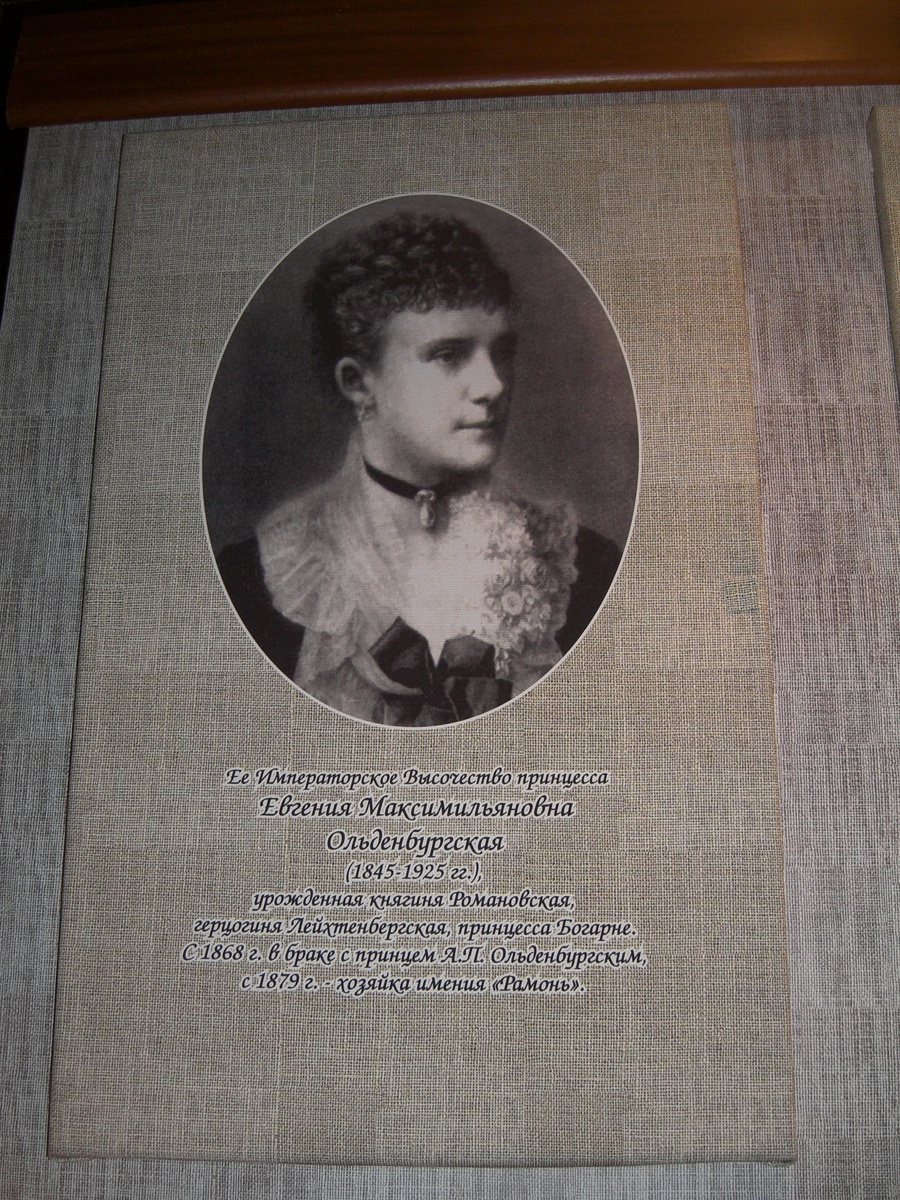 Ее Императорское Высочество принцесса
Евгения Максимильяновна
Ольденбургская
(1845-1925 гг.),
урожденная княгиня Романовская,
герцогиня Лейхтенбергская, принцесса Богарне.
С 1868 г. в браке с принцем А.П. Ольденбургским,
с 1879 г. - хозяйка имения «Рамонь».